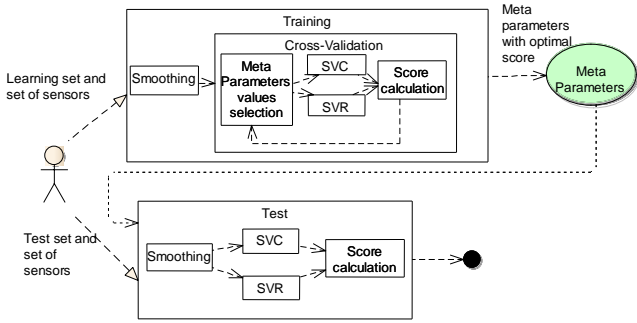 Training
Meta
parameters
with optimal
score
Cross-Validation
Learning set and
set of sensors
Smoothing
Meta
Parameters
values
selection
SVC
SVR
Score
calculation
Meta
Parameters
Test set and
set of
sensors
Test
Smoothing
SVC
SVR
Score
calculation